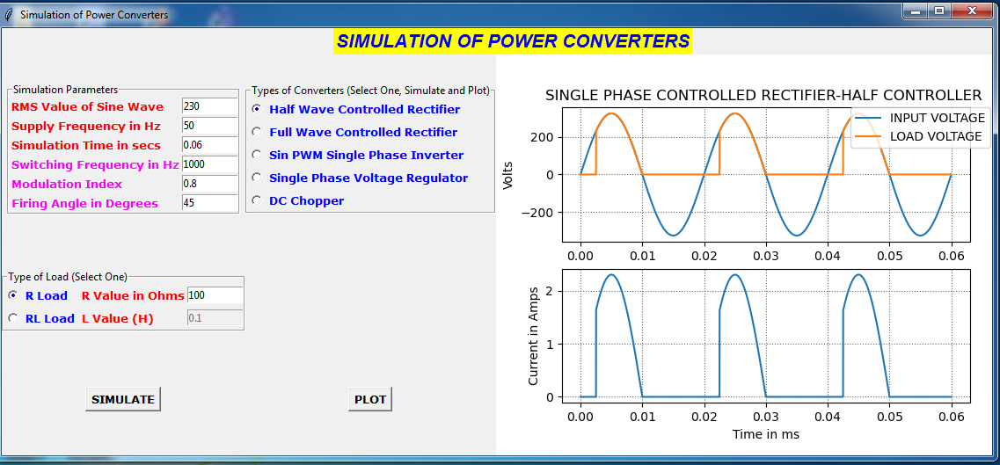 Simulation of Power Converters
SIMULATION OF POWER CONVERTERS
Simulation Parameters
RMS Value of Sine Wave 230
Supply Frequency in Hz 50
Simulation Time in secs 0.06
Switching Frequency in Hz 1000
Modulation Index 0.8
Firing Angle in Degrees 45
Types of Converters (Select One, Simulate and Plot)
Half Wave Controlled Rectifier
Full Wave Controlled Rectifier
Sin PWM Single Phase Inverter
Single Phase Voltage Regulator
DC Chopper
Type of Load (Select One)
R Load R Value in Ohms 100
RL Load L Value (H) 0.1
SIMULATE
PLOT
SINGLE PHASE CONTROLLED RECTIFIER-HALF CONTROLLER
INPUT VOLTAGE
LOAD VOLTAGE
Volts
200
0
−200
0.00 0.01 0.02 0.03 0.04 0.05 0.06
Current in Amps
2
1
0
0.00 0.01 0.02 0.03 0.04 0.05 0.06
Time in ms